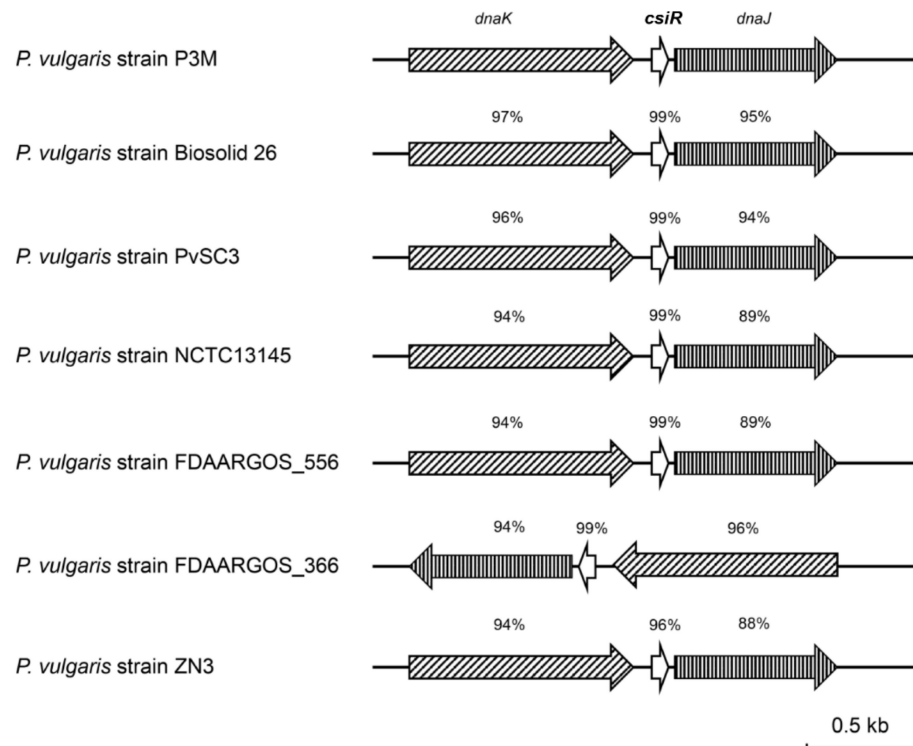 dnaK csiR dnaJ
P. vulgaris strain P3M
97% 99% 95%
P. vulgaris strain Biosolid 26
96% 99% 94%
P. vulgaris strain PvSC3
94% 99% 89%
P. vulgaris strain NCTC13145
94% 99% 89%
P. vulgaris strain FDAARGOS_556
94% 99% 96%
P. vulgaris strain FDAARGOS_366
94% 96% 88%
P. vulgaris strain ZN3
0.5 kb